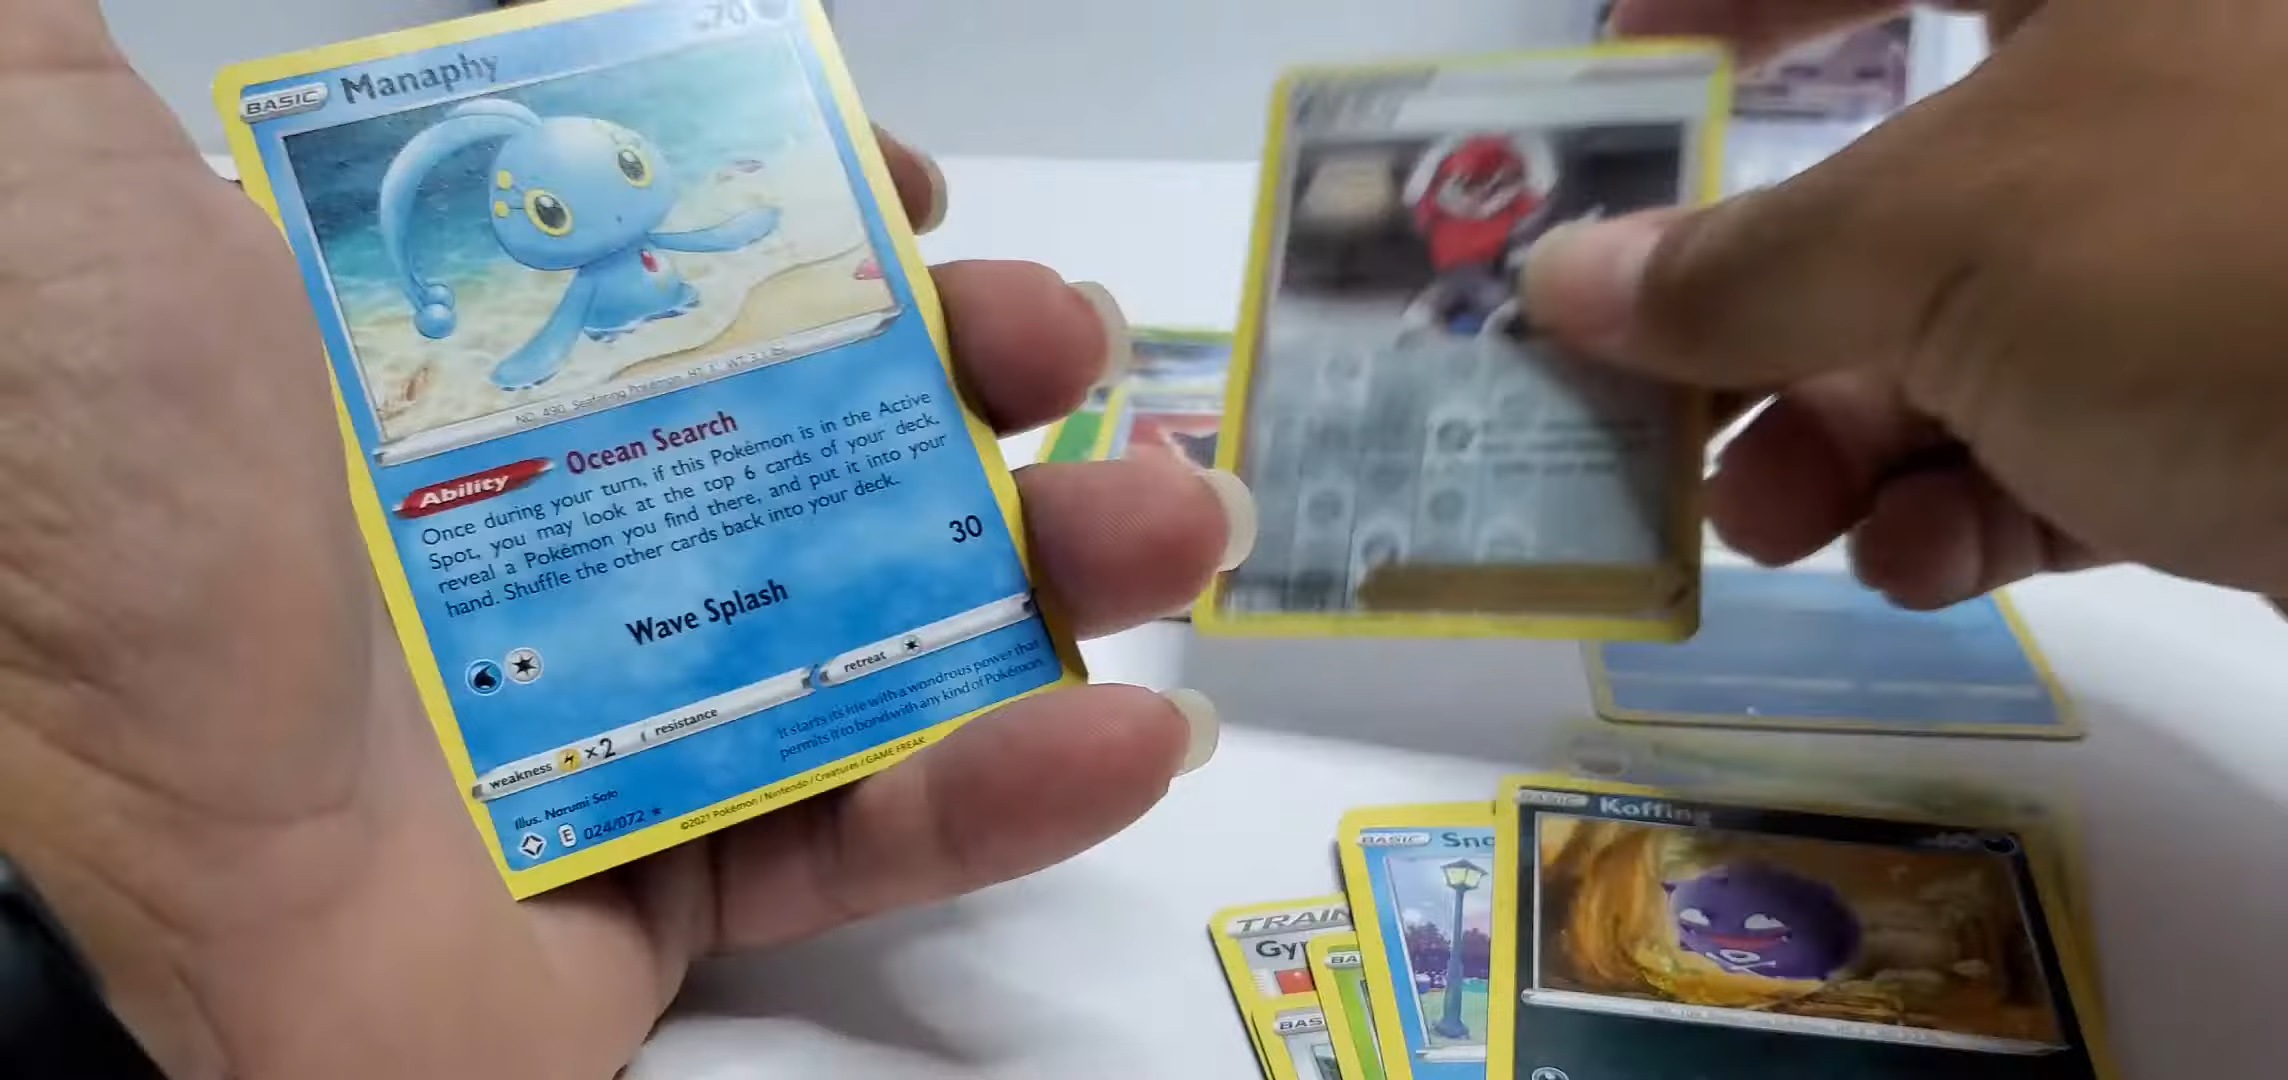 BASIC Manaphy 70
NO. 490 Seafaring Pokémon HT: 1' WT: 3.1 lbs
Ability Ocean Search
Once during your turn, if this Pokémon is in the Active
Spot, you may look at the top 6 cards of your deck,
reveal a Pokémon you find there, and put it into your
hand. Shuffle the other cards back into your deck.
Wave Splash 30
weakness ×2 resistance retreat
It starts its life with a wondrous power that
permits it to bond with any kind of Pokémon.
Illus. Narumi Sato
E 024/072
©2021 Pokémon / Nintendo / Creatures / GAME FREAK
BASIC Koffing
BASIC Sno
TRAIN
Gy
BA
BAS